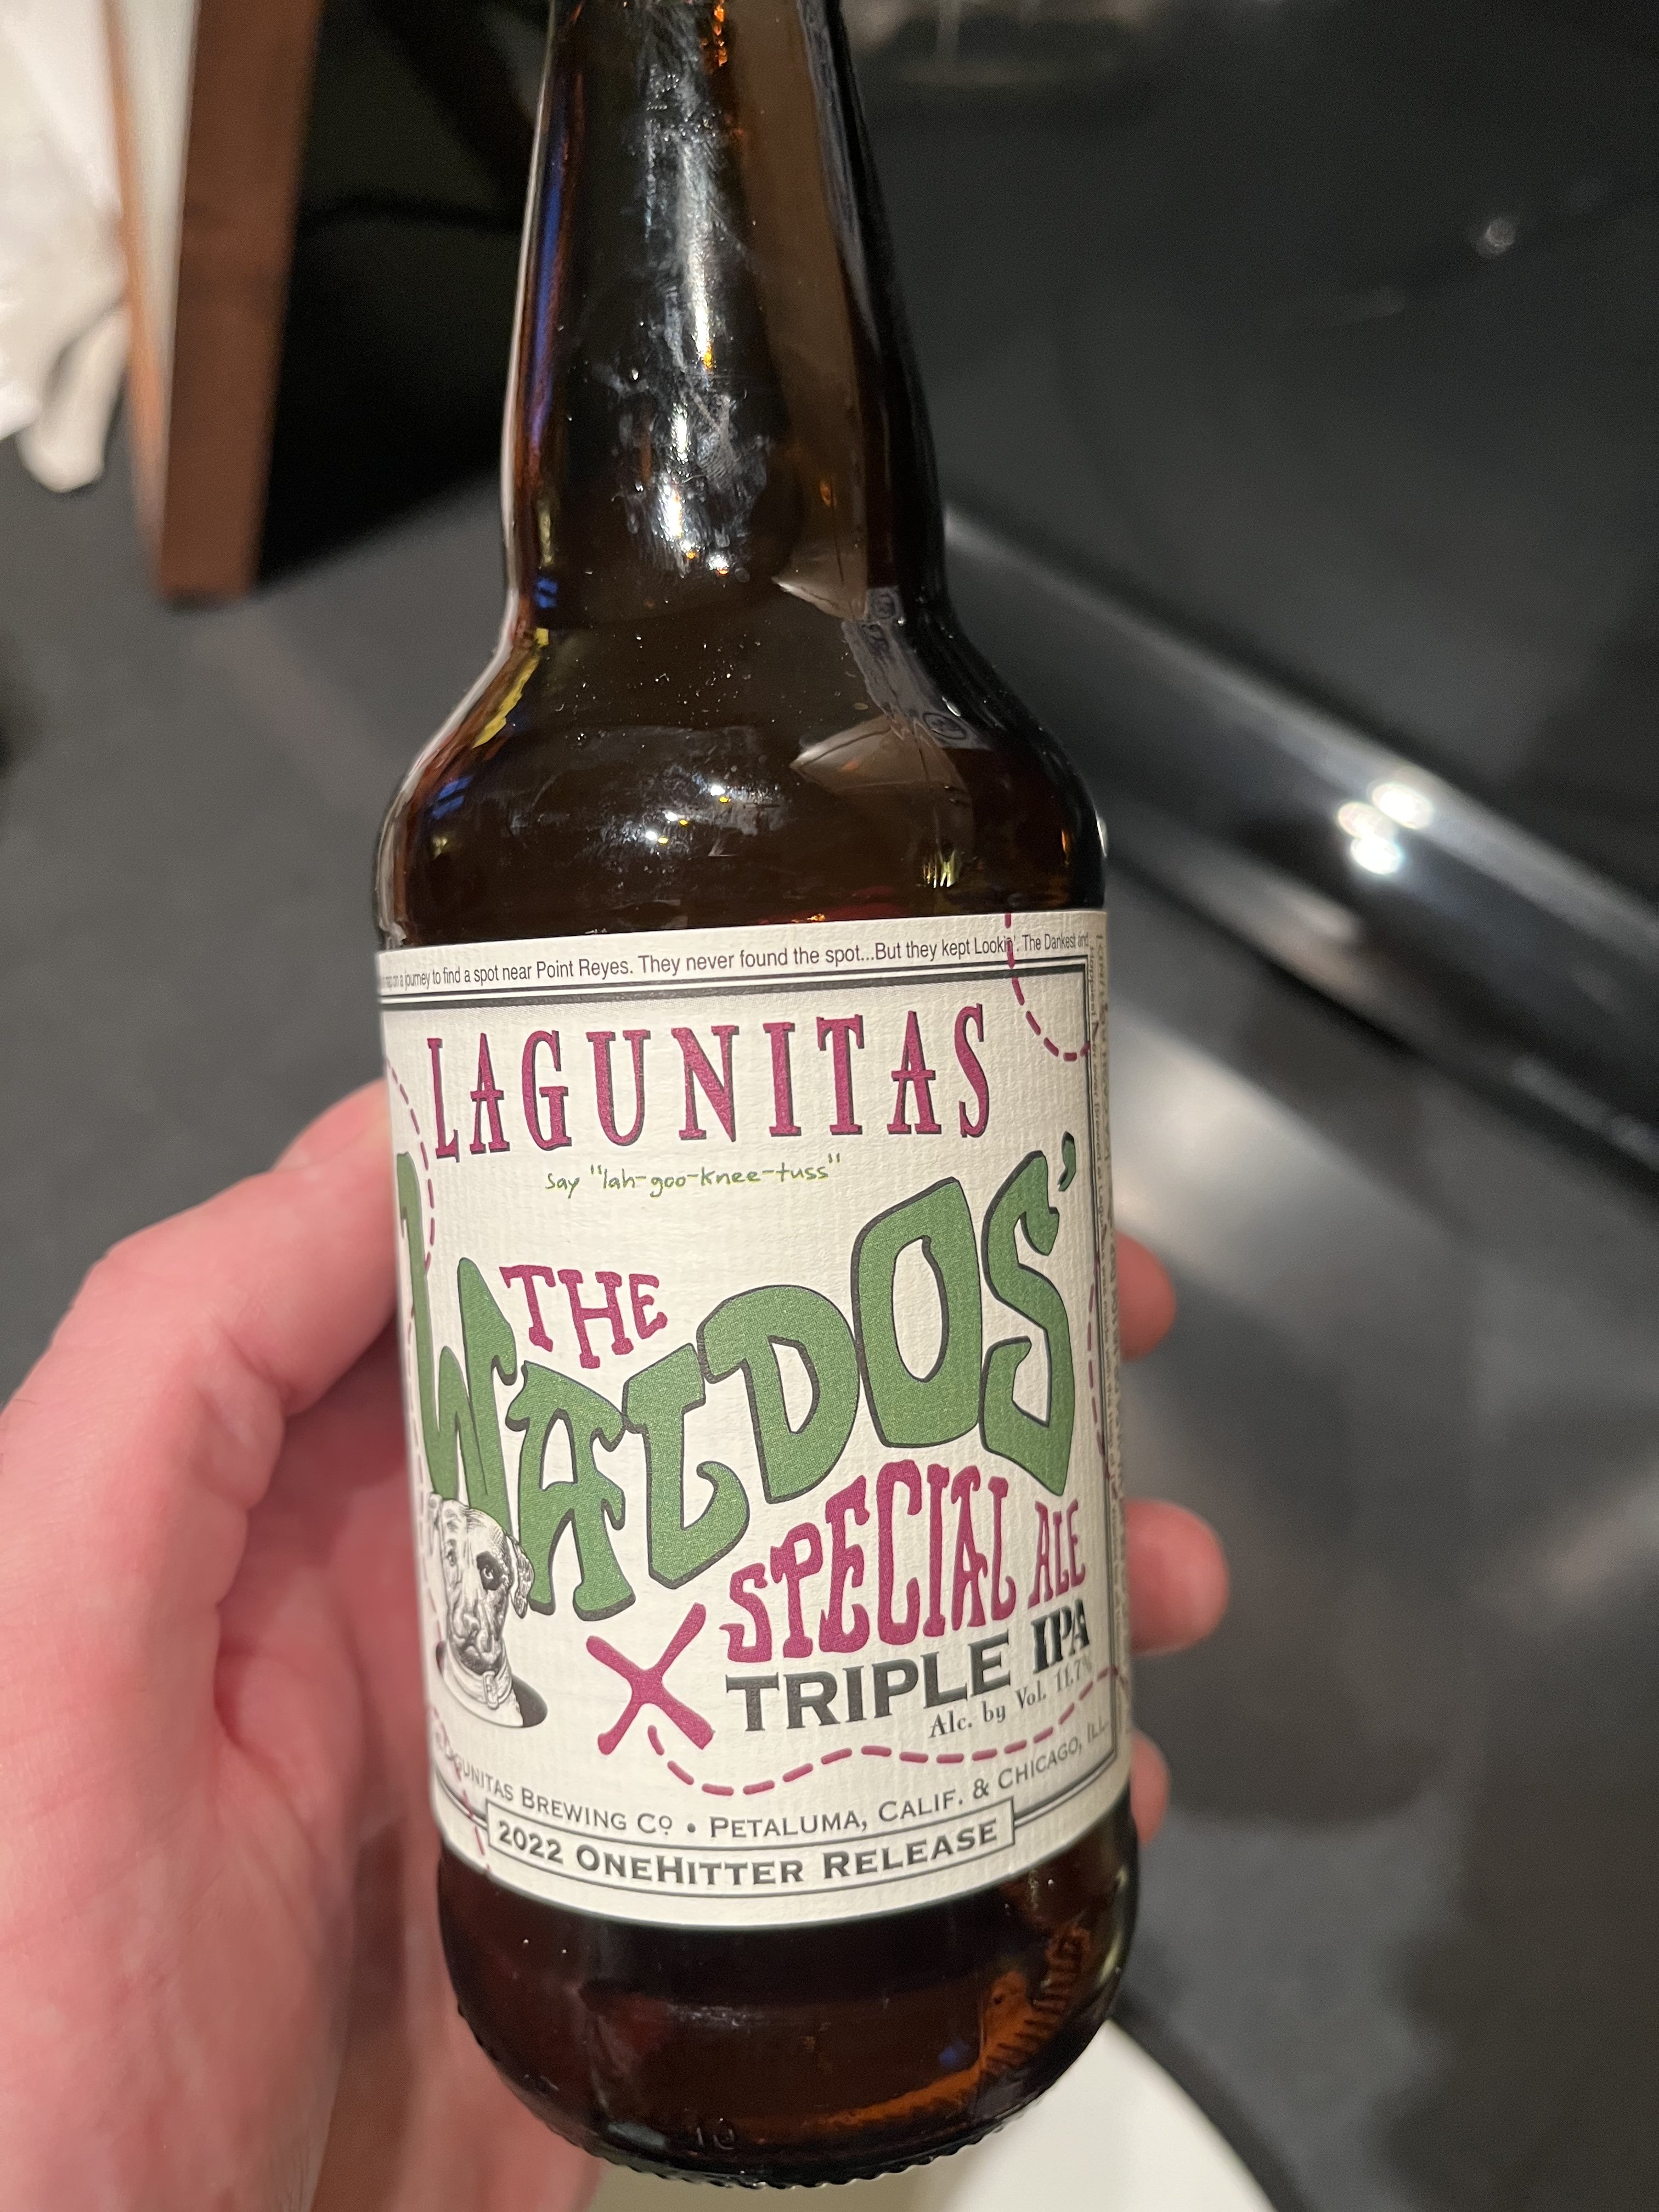 journey to find a spot near Point Reyes. They never found the spot...But they kept Lookin'. The Dankest and
LAGUNITAS
say "lah-goo-knee-tuss"
THE
WALDOS'
SPECIAL ALE
TRIPLE IPA
Alc. by Vol. 11.7%
LAGUNITAS BREWING Co • PETALUMA, CALIF. & CHICAGO, ILL.
2022 ONEHITTER RELEASE
10